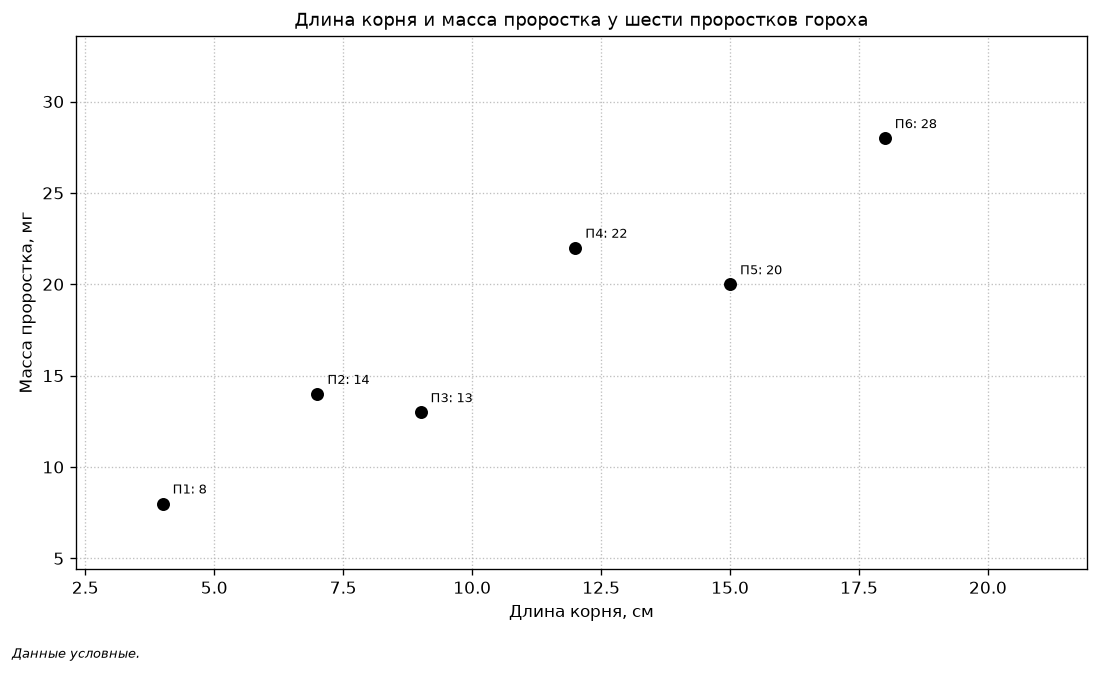 Длина корня и масса проростка у шести проростков гороха
Масса проростка, мг
30
25
20
15
10
5
П6: 28
П4: 22
П5: 20
П2: 14
П3: 13
П1: 8
2.5 5.0 7.5 10.0 12.5 15.0 17.5 20.0
Длина корня, см
Данные условные.